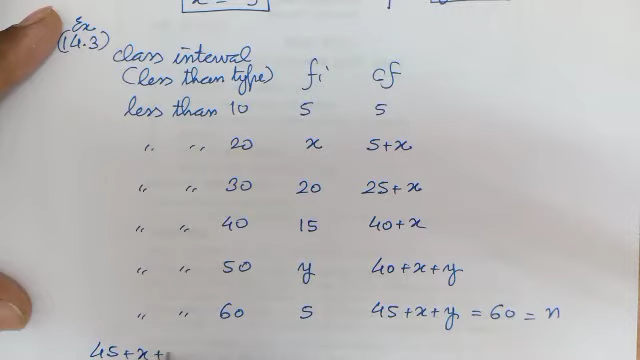 Ex
(14.3) class interval
(less than type) fi cf
less than 10 5 5
" " 20 x 5+x
" " 30 20 25+x
" " 40 15 40+x
" " 50 y 40+x+y
" " 60 5 45+x+y = 60 = n
45+x+